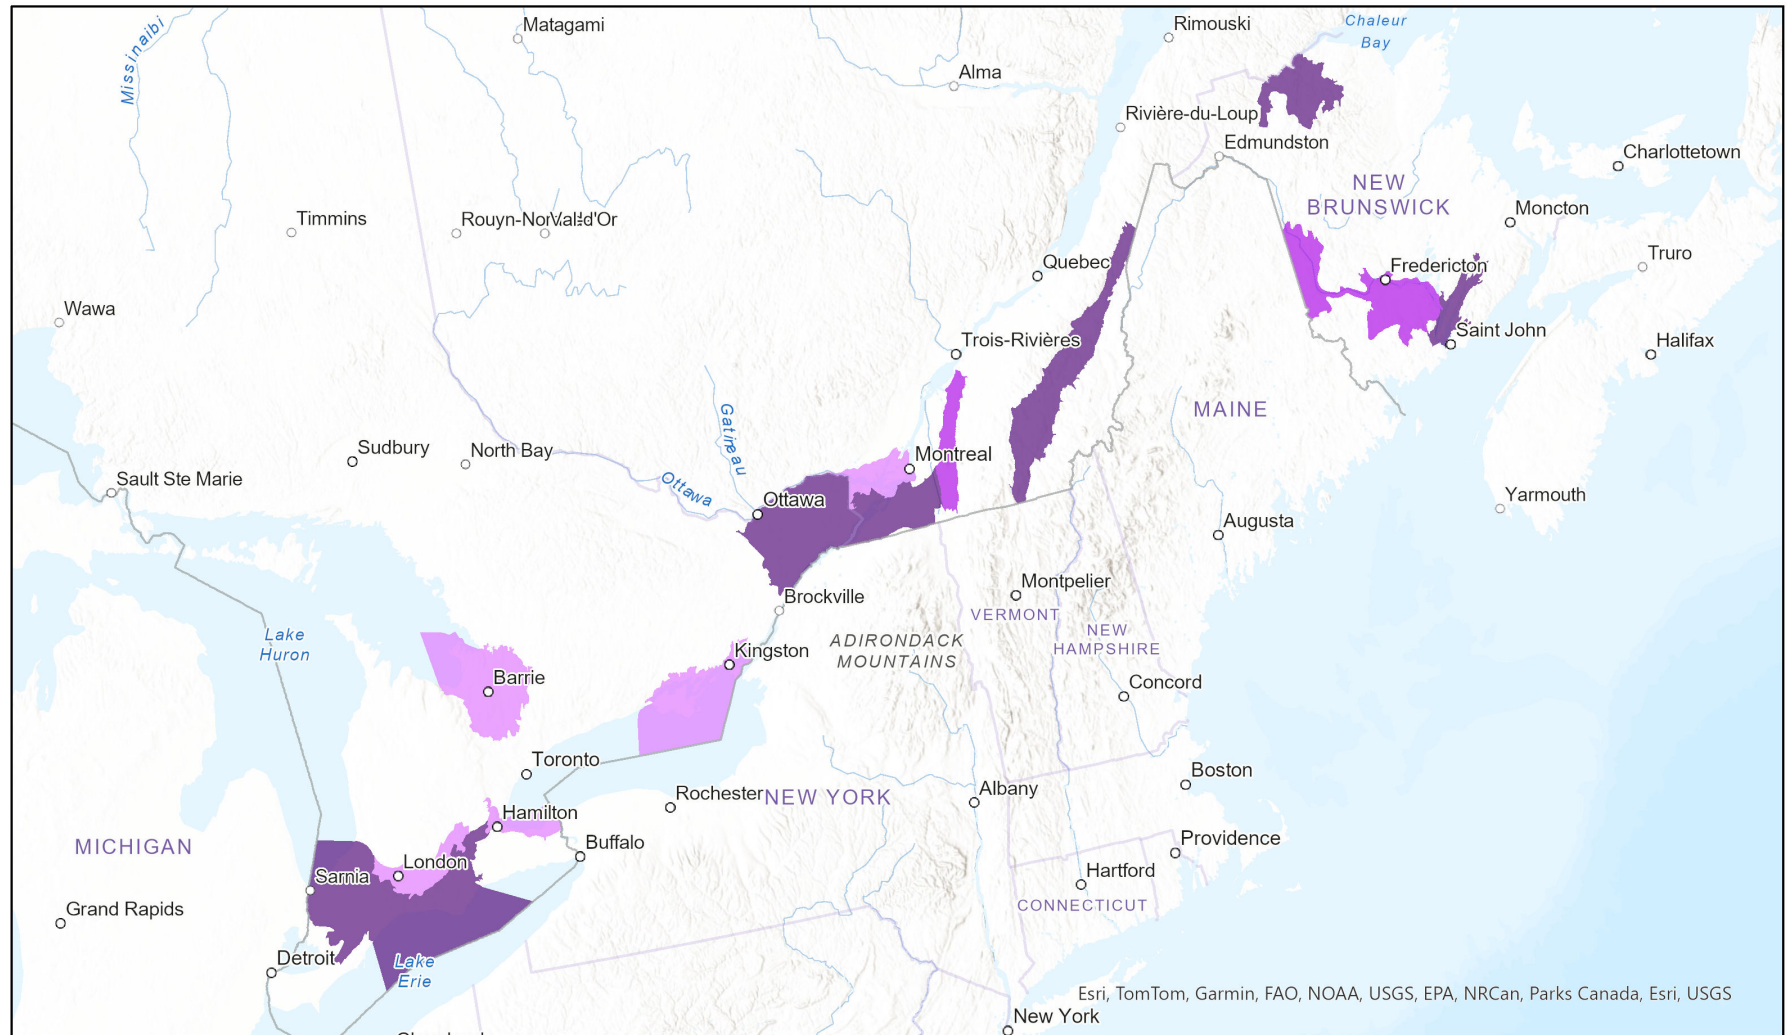 Missinaibi
Matagami
Rimouski
Chaleur
Bay
Alma
Rivière-du-Loup
Edmundston
Charlottetown
NEW
BRUNSWICK
Moncton
Timmins
Rouyn-Nor
Val-d'Or
Truro
Quebec
Fredericton
Wawa
Saint John
Halifax
Trois-Rivières
MAINE
Gatineau
Sudbury
North Bay
Montreal
Sault Ste Marie
Ottawa
Ottawa
Yarmouth
Augusta
Montpelier
Brockville
VERMONT
Lake
Huron
ADIRONDACK
MOUNTAINS
NEW
HAMPSHIRE
Kingston
Barrie
Concord
Toronto
Boston
Rochester
NEW YORK
Albany
Hamilton
MICHIGAN
Buffalo
Providence
London
Sarnia
Hartford
Grand Rapids
CONNECTICUT
Detroit
Lake
Erie
Esri, TomTom, Garmin, FAO, NOAA, USGS, EPA, NRCan, Parks Canada, Esri, USGS
New York